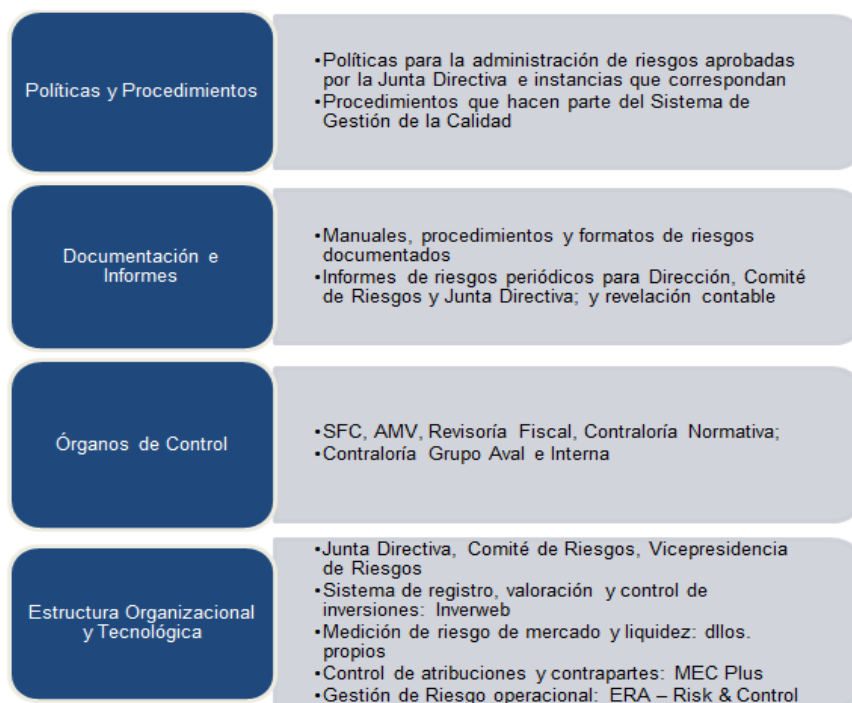 Políticas y Procedimientos
•Políticas para la administración de riesgos aprobadas
por la Junta Directiva e instancias que correspondan
•Procedimientos que hacen parte del Sistema de
Gestión de la Calidad
Documentación e
Informes
•Manuales, procedimientos y formatos de riesgos
documentados
•Informes de riesgos periódicos para Dirección, Comité
de Riesgos y Junta Directiva; y revelación contable
Órganos de Control
•SFC, AMV, Revisoría Fiscal, Contraloría Normativa;
•Contraloría Grupo Aval e Interna
Estructura Organizacional
y Tecnológica
•Junta Directiva, Comité de Riesgos, Vicepresidencia
de Riesgos
•Sistema de registro, valoración y control de
inversiones: Inverweb
•Medición de riesgo de mercado y liquidez: dllos.
propios
•Control de atribuciones y contrapartes: MEC Plus
•Gestión de Riesgo operacional: ERA – Risk & Control